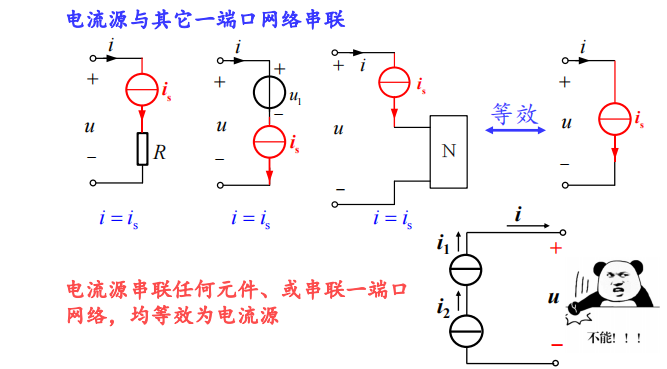 电流源与其它一端口网络串联
i
i
i
+
+
+
+
+
i_s
u_1
−
i_s
i_s
等效
i_s
u
u
u
u
R
N
−
−
−
−
i = i_s
i = i_s
i = i_s
i
i_1
+
i_2
u
−
电流源串联任何元件、或串联一端口
网络，均等效为电流源
不能！！！
i